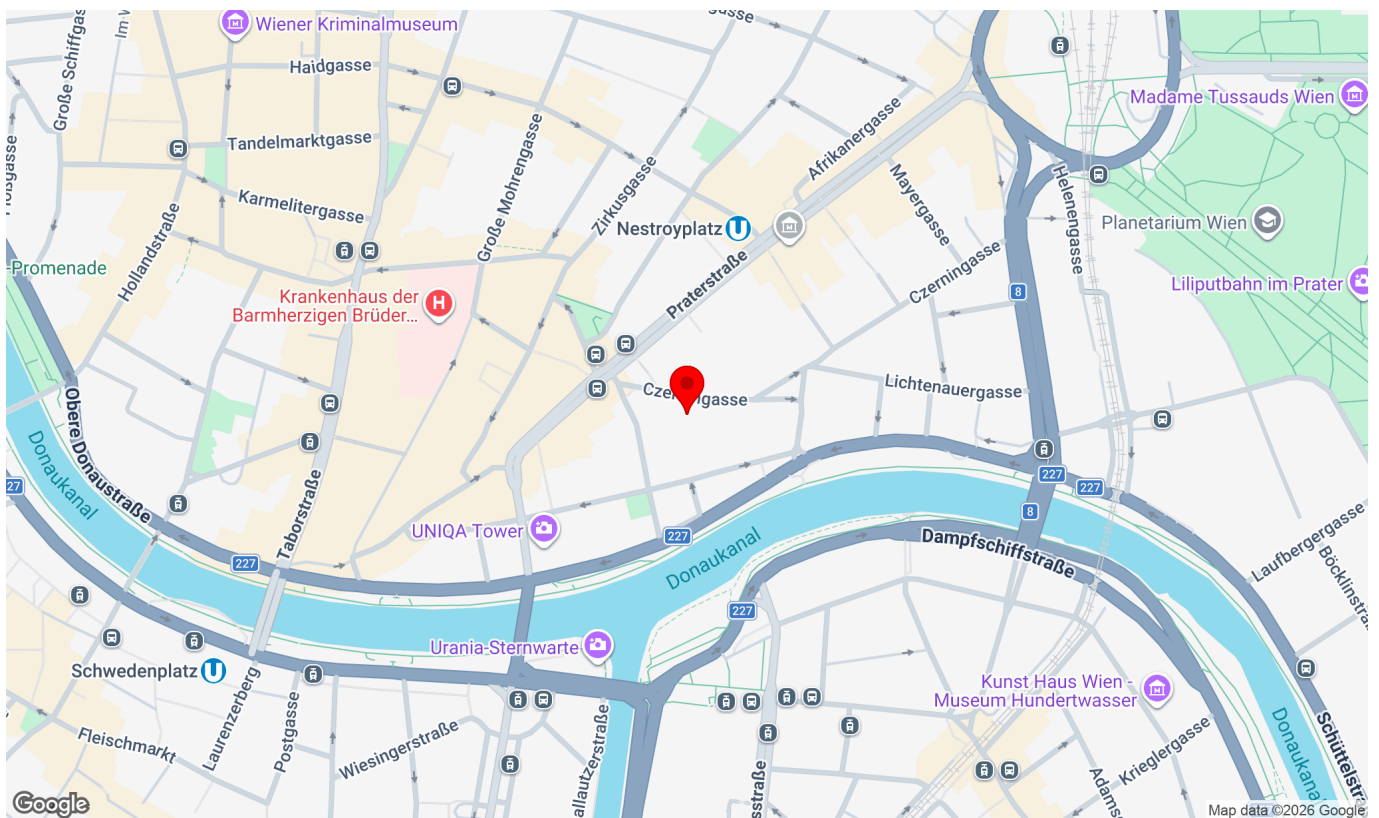 Wiener Kriminalmuseum
Große Schiffgasse
Haidgasse
Tandelmarktgasse
Karmelitergasse
Hollandstraße
Große Mohrengasse
Zirkusgasse
Afrikanergasse
Mayergasse
Helenengasse
Madame Tussauds Wien
Planetarium Wien
Liliputbahn im Prater
Nestroyplatz
U
Praterstraße
Czerningasse
8
-Promenade
Krankenhaus der
Barmherzigen Brüder...
H
Lichtenauergasse
Obere Donaustraße
Donaukanal
27
Taborstraße
227
UNIQA Tower
227
Donaukanal
227
227
8
Dampfschiffstraße
227
Laufbergergasse
Urania-Sternwarte
Schwedenplatz
U
Laurenzerberg
Postgasse
Fleischmarkt
Wiesingerstraße
Kunst Haus Wien -
Museum Hundertwasser
Krieglergasse
Donaukanal
Google
Map data ©2026 Google